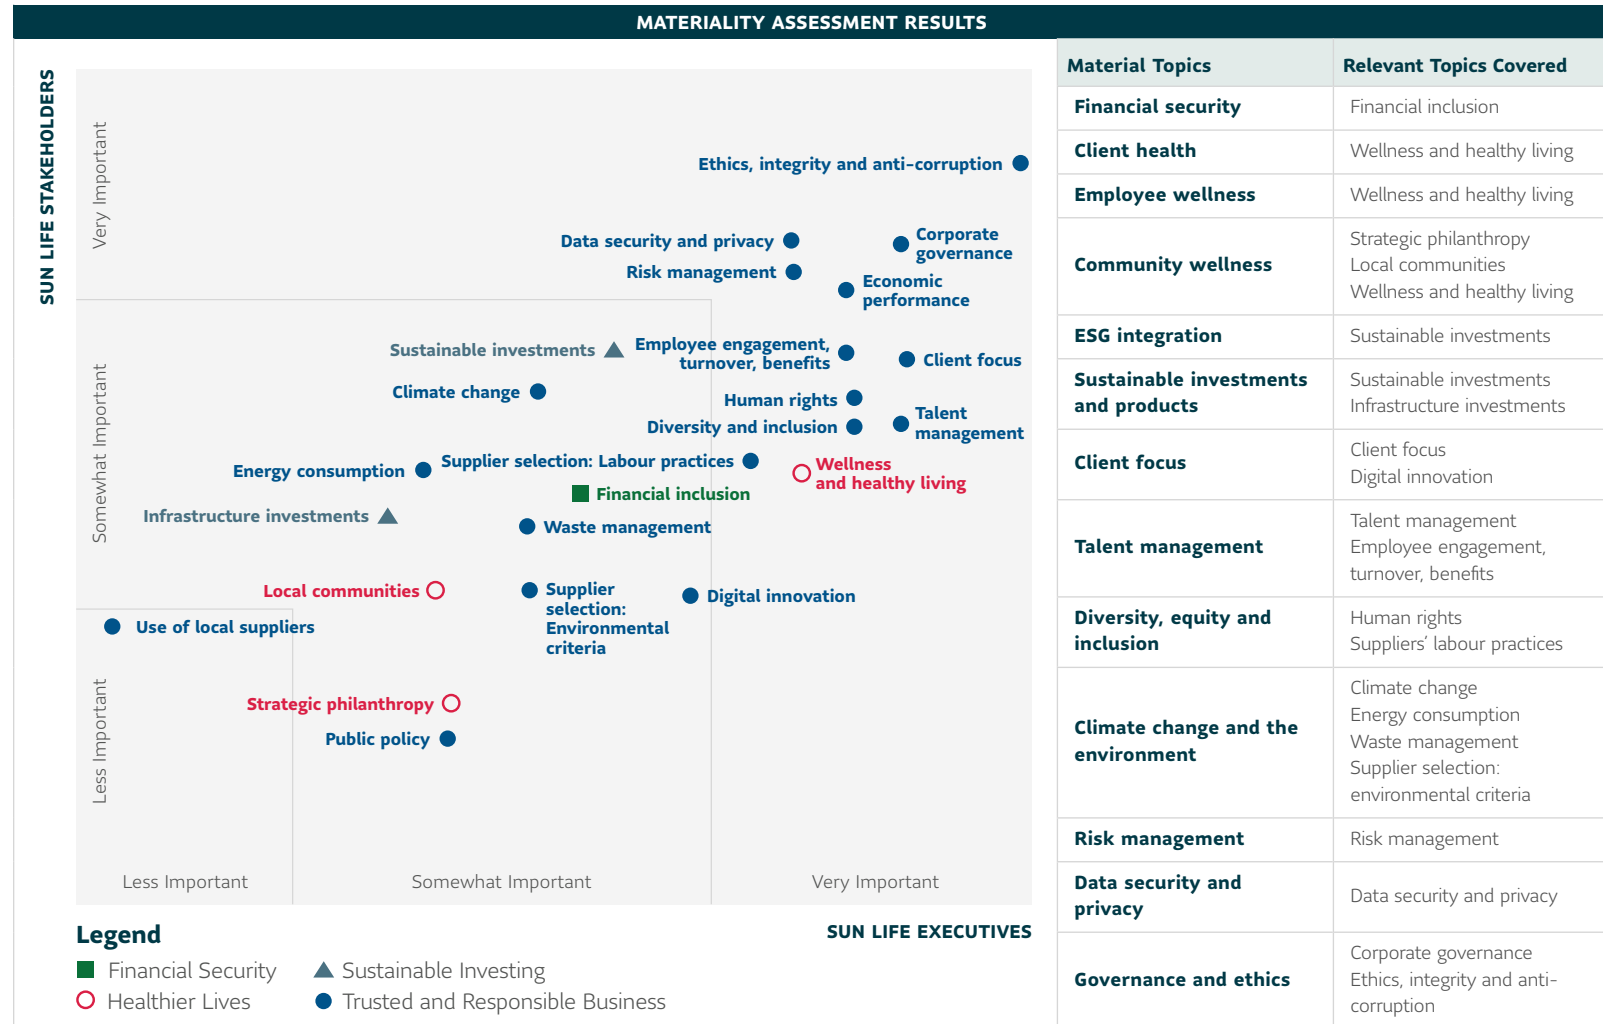 MATERIALITY ASSESSMENT RESULTS
SUN LIFE STAKEHOLDERS
Very Important
Somewhat Important
Less Important
Ethics, integrity and anti-corruption
Data security and privacy
Corporate
governance
Risk management
Economic
performance
Sustainable investments
Employee engagement,
turnover, benefits
Client focus
Climate change
Human rights
Talent
management
Diversity and inclusion
Energy consumption
Supplier selection: Labour practices
Wellness
and healthy living
Financial inclusion
Infrastructure investments
Waste management
Local communities
Supplier
selection:
Environmental
criteria
Digital innovation
Use of local suppliers
Strategic philanthropy
Public policy
Less Important
Somewhat Important
Very Important
SUN LIFE EXECUTIVES
Legend
Financial Security
Sustainable Investing
Healthier Lives
Trusted and Responsible Business
Material Topics
Relevant Topics Covered
Financial security
Financial inclusion
Client health
Wellness and healthy living
Employee wellness
Wellness and healthy living
Community wellness
Strategic philanthropy
Local communities
Wellness and healthy living
ESG integration
Sustainable investments
Sustainable investments
and products
Sustainable investments
Infrastructure investments
Client focus
Client focus
Digital innovation
Talent management
Talent management
Employee engagement,
turnover, benefits
Diversity, equity and
inclusion
Human rights
Suppliers’ labour practices
Climate change and the
environment
Climate change
Energy consumption
Waste management
Supplier selection:
environmental criteria
Risk management
Risk management
Data security and
privacy
Data security and privacy
Governance and ethics
Corporate governance
Ethics, integrity and anti-
corruption